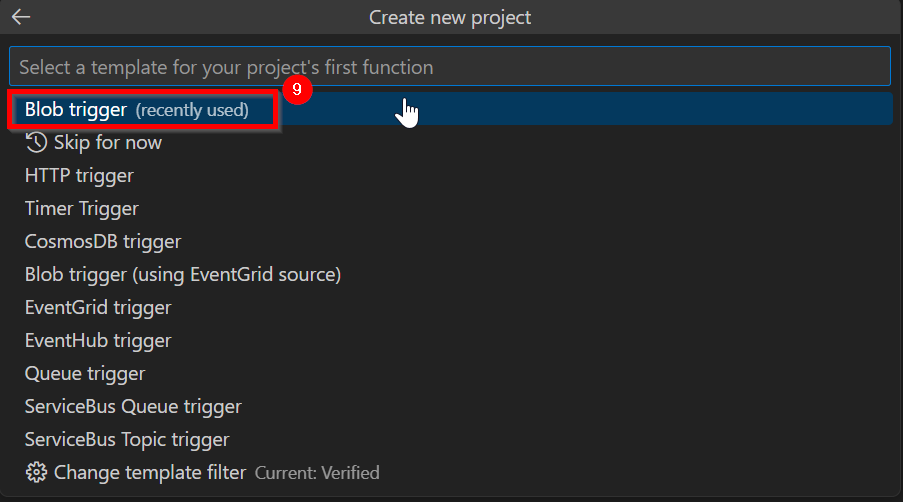 Create new project
Select a template for your project's first function
9
Blob trigger (recently used)
Skip for now
HTTP trigger
Timer Trigger
CosmosDB trigger
Blob trigger (using EventGrid source)
EventGrid trigger
EventHub trigger
Queue trigger
ServiceBus Queue trigger
ServiceBus Topic trigger
Change template filter Current: Verified